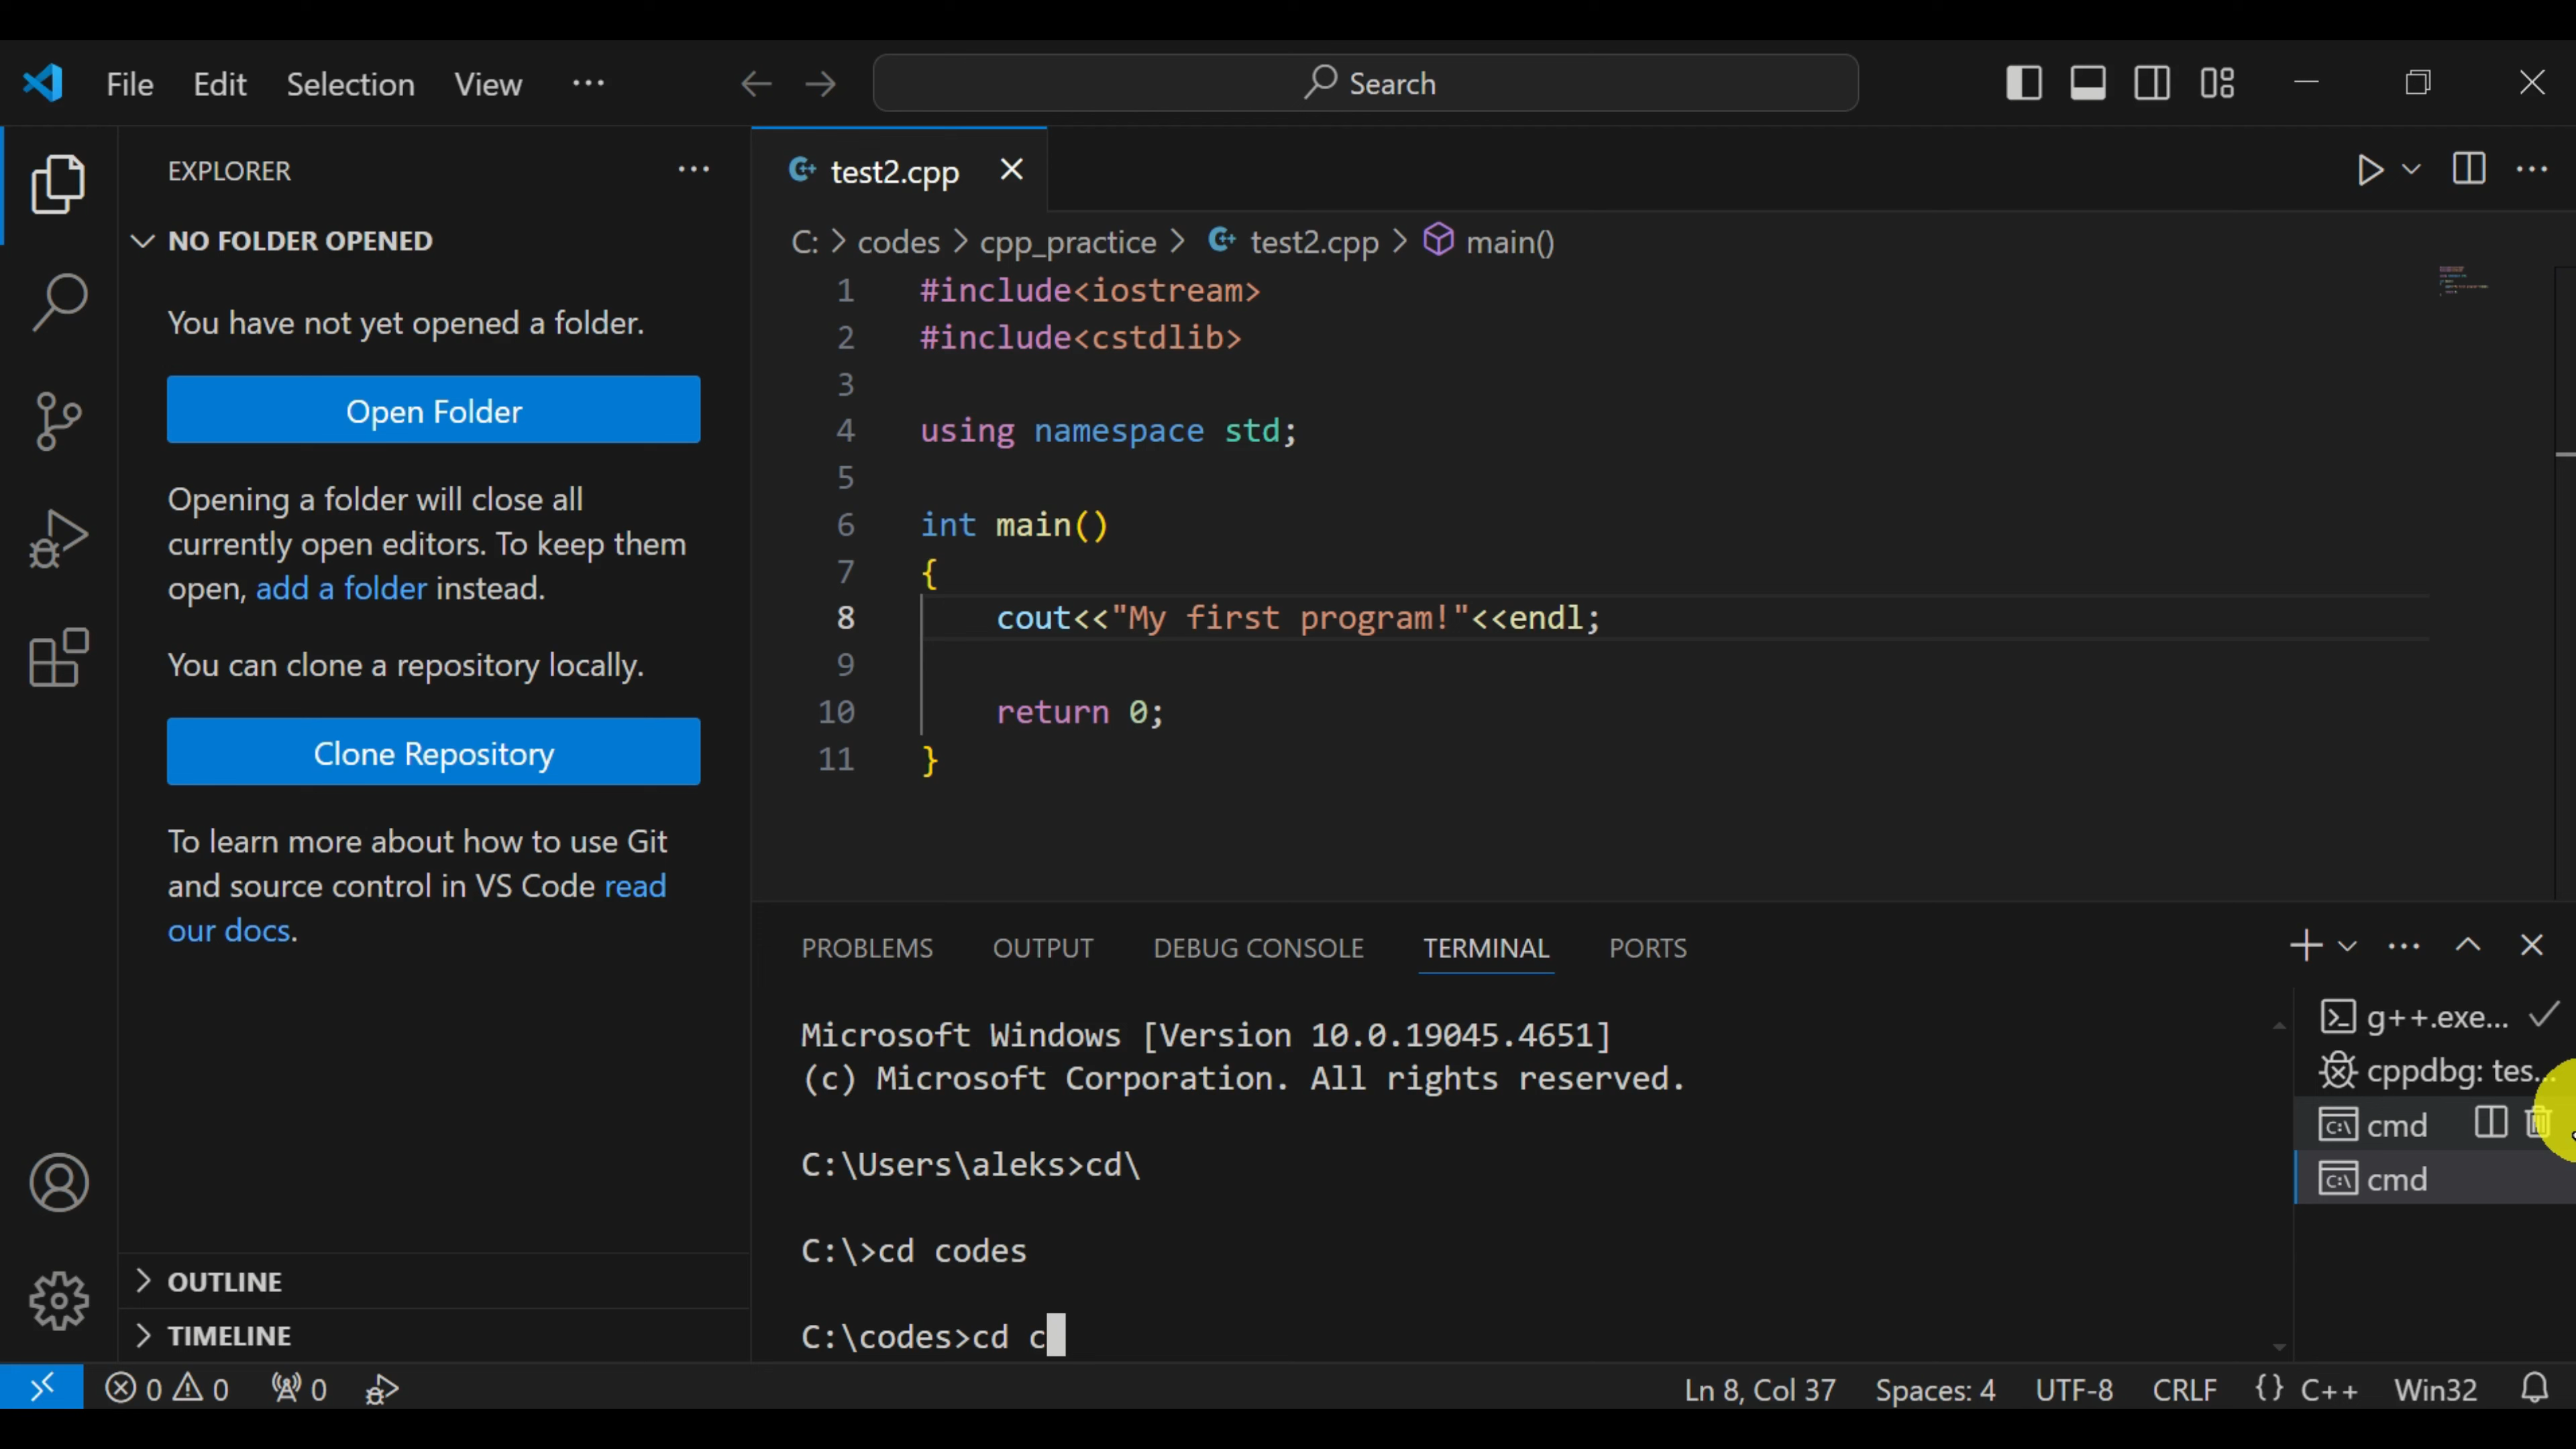 File Edit Selection View ··· Search
EXPLORER ···
NO FOLDER OPENED
You have not yet opened a folder.
Open Folder
Opening a folder will close all
currently open editors. To keep them
open, add a folder instead.
You can clone a repository locally.
Clone Repository
To learn more about how to use Git
and source control in VS Code read
our docs.
OUTLINE
TIMELINE
test2.cpp
C: > codes > cpp_practice > test2.cpp > main()
1 #include<iostream>
2 #include<cstdlib>
3
4 using namespace std;
5
6 int main()
7 {
8 cout<<"My first program!"<<endl;
9
10 return 0;
11 }
PROBLEMS OUTPUT DEBUG CONSOLE TERMINAL PORTS
Microsoft Windows [Version 10.0.19045.4651]
(c) Microsoft Corporation. All rights reserved.
C:\Users\aleks>cd\
C:\>cd codes
C:\codes>cd c
g++.exe...
cppdbg: tes...
cmd
cmd
0 0 0 Ln 8, Col 37 Spaces: 4 UTF-8 CRLF {} C++ Win32